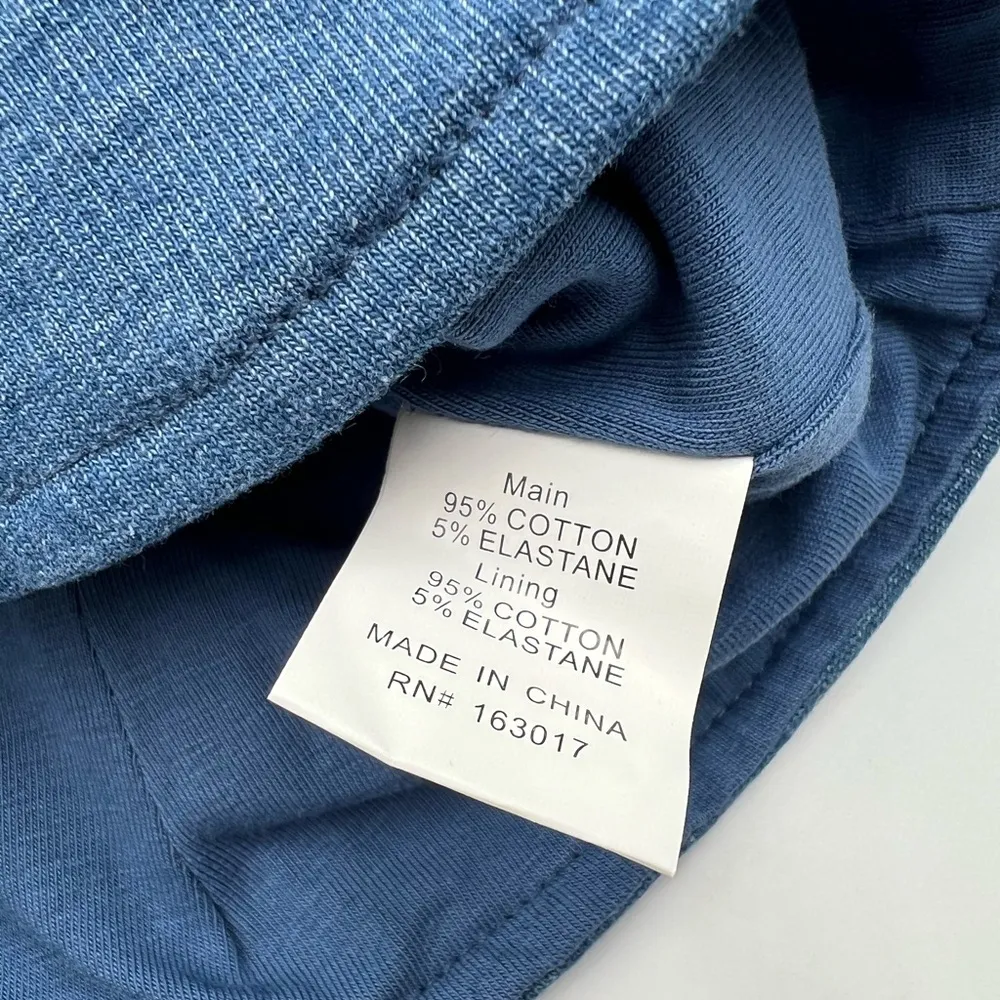 Main
95% COTTON
5% ELASTANE
Lining
95% COTTON
5% ELASTANE
MADE IN CHINA
RN# 163017